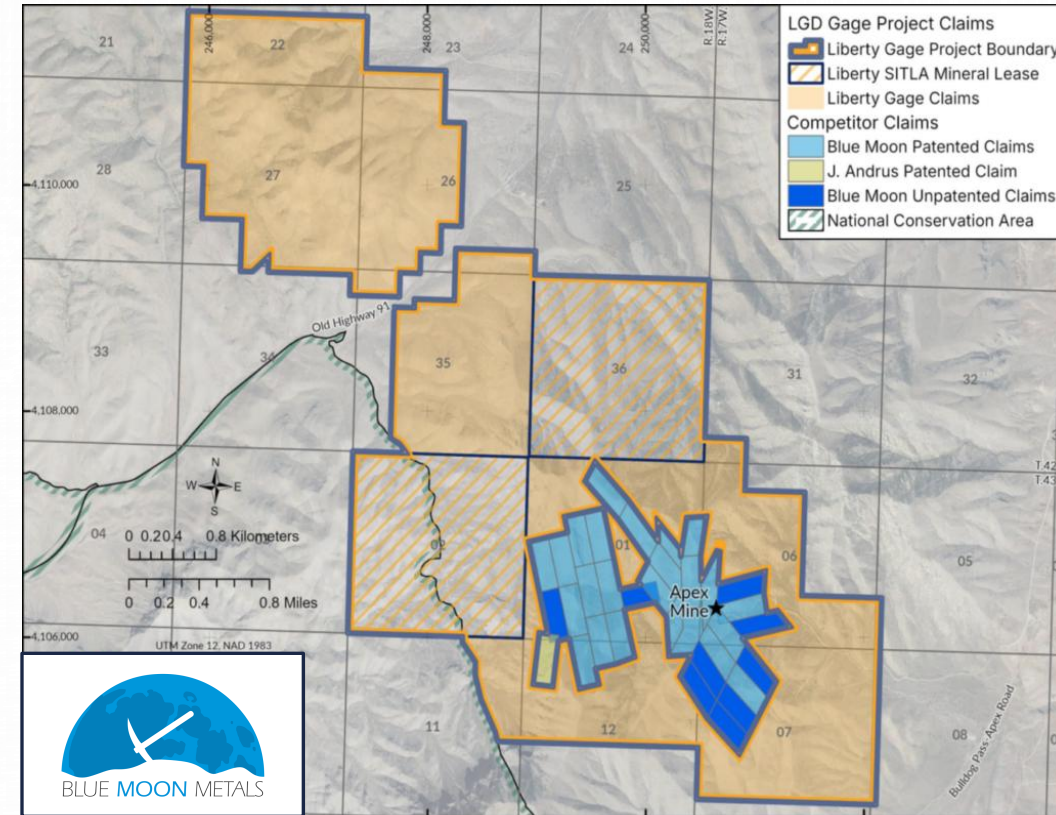 LGD Gage Project Claims
Liberty Gage Project Boundary
Liberty SITLA Mineral Lease
Liberty Gage Claims
Competitor Claims
Blue Moon Patented Claims
J. Andrus Patented Claim
Blue Moon Unpatented Claims
National Conservation Area
246,000
248,000
250,000
R.18W.
R.17W.
21
22
23
24
4,110,000
28
27
26
25
Old Highway 91
33
34
35
36
31
32
4,108,000
T.42
T.43
N
W
E
S
04
02
01
06
05
0 0.2 0.4 0.8 Kilometers
0 0.2 0.4 0.8 Miles
Apex
Mine
4,106,000
UTM Zone 12, NAD 1983
11
12
07
08
Bulldog Pass-Apex Road
BLUE MOON METALS